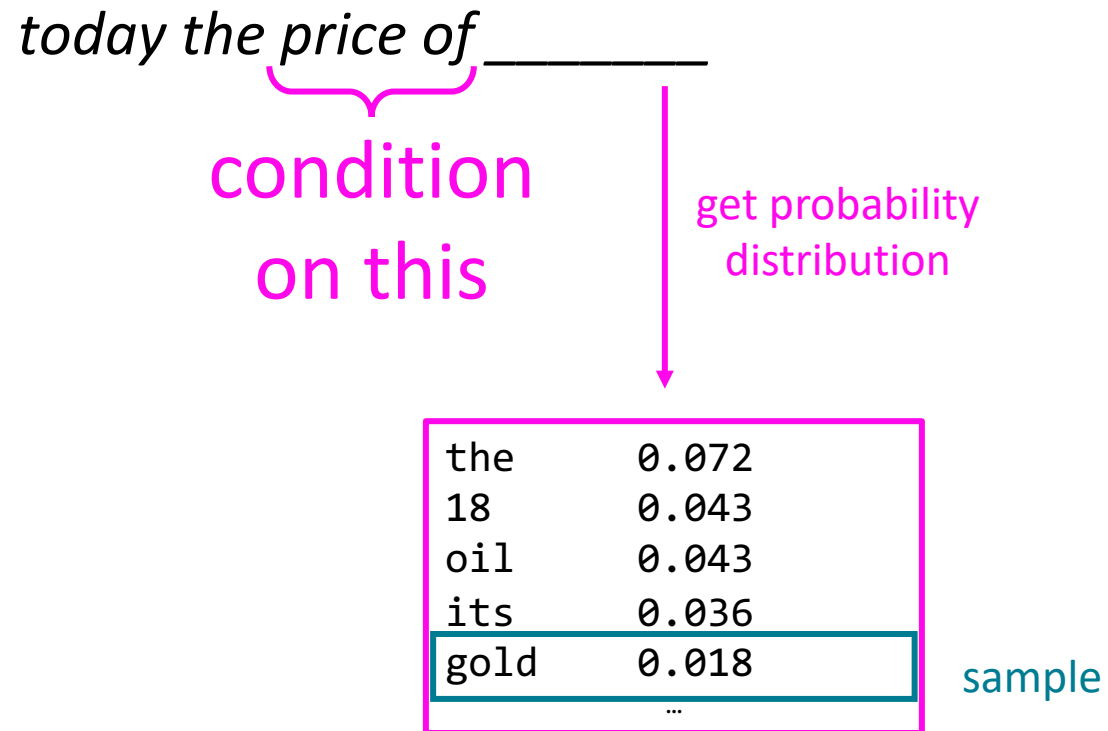 today the price of _______
condition
on this
get probability
distribution
the 0.072
18 0.043
oil 0.043
its 0.036
gold 0.018
sample
…